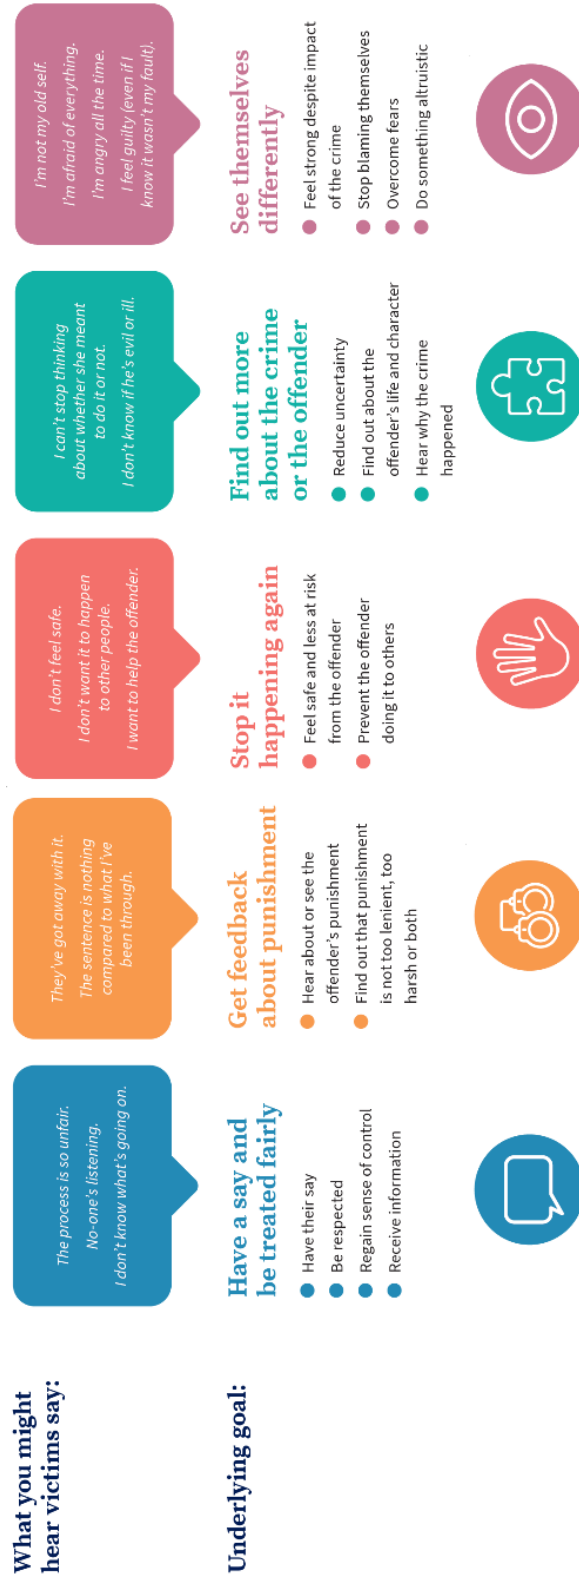 What you might
hear victims say:
The process is so unfair.
No-one's listening.
I don't know what's going on.
They've got away with it.
The sentence is nothing
compared to what I've
been through.
I don't feel safe.
I don't want it to happen
to other people.
I want to help the offender.
I can't stop thinking
about whether she meant
to do it or not.
I don't know if he's evil or ill.
I'm not my old self.
I'm afraid of everything.
I'm angry all the time.
I feel guilty (even if I
know it wasn't my fault).
Underlying goal:
Have a say and
be treated fairly
Have their say
Be respected
Regain sense of control
Receive information
Get feedback
about punishment
Hear about or see the
offender's punishment
Find out that punishment
is not too lenient, too
harsh or both
Stop it
happening again
Feel safe and less at risk
from the offender
Prevent the offender
doing it to others
Find out more
about the crime
or the offender
Reduce uncertainty
Find out about the
offender's life and character
Hear why the crime
happened
See themselves
differently
Feel strong despite impact
of the crime
Stop blaming themselves
Overcome fears
Do something altruistic